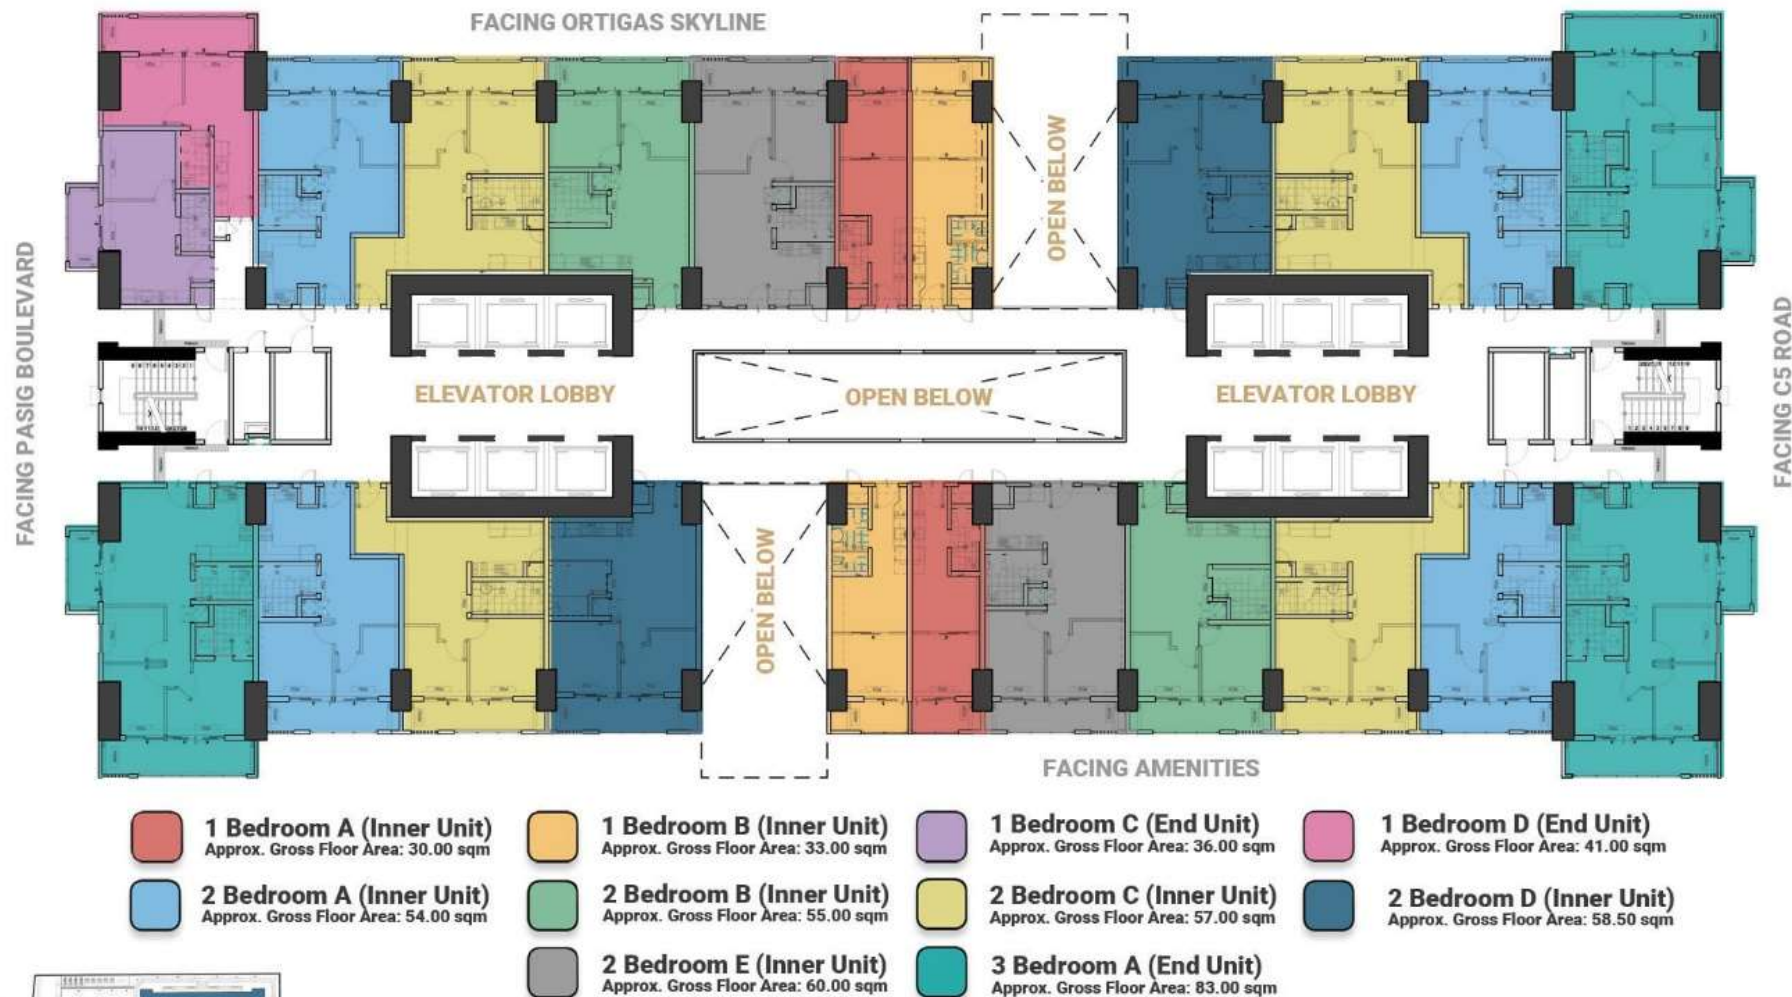 FACING ORTIGAS SKYLINE
OPEN BELOW
FACING PASIG BOULEVARD
FACING C5 ROAD
ELEVATOR LOBBY
OPEN BELOW
ELEVATOR LOBBY
OPEN BELOW
FACING AMENITIES
1 Bedroom A (Inner Unit)
Approx. Gross Floor Area: 30.00 sqm
1 Bedroom B (Inner Unit)
Approx. Gross Floor Area: 33.00 sqm
1 Bedroom C (End Unit)
Approx. Gross Floor Area: 36.00 sqm
1 Bedroom D (End Unit)
Approx. Gross Floor Area: 41.00 sqm
2 Bedroom A (Inner Unit)
Approx. Gross Floor Area: 54.00 sqm
2 Bedroom B (Inner Unit)
Approx. Gross Floor Area: 55.00 sqm
2 Bedroom C (Inner Unit)
Approx. Gross Floor Area: 57.00 sqm
2 Bedroom D (Inner Unit)
Approx. Gross Floor Area: 58.50 sqm
2 Bedroom E (Inner Unit)
Approx. Gross Floor Area: 60.00 sqm
3 Bedroom A (End Unit)
Approx. Gross Floor Area: 83.00 sqm